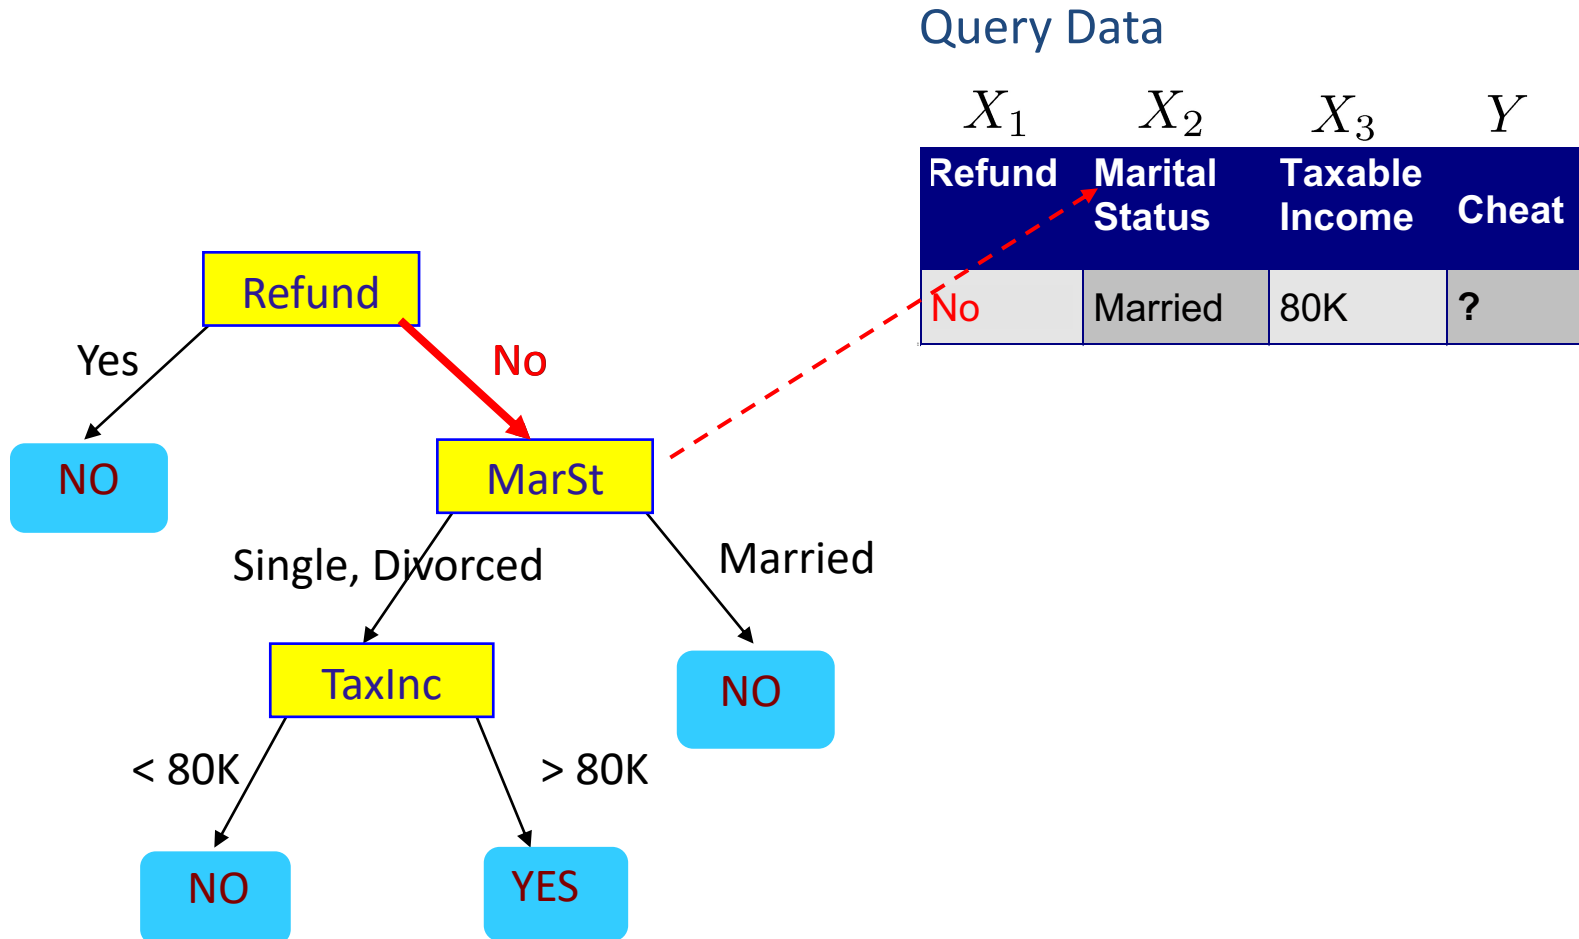 Query Data
X1 X2 X3 Y
Refund Marital Status Taxable Income Cheat
No Married 80K ?
Refund
Yes No
NO MarSt
Single, Divorced Married
TaxInc NO
< 80K > 80K
NO YES